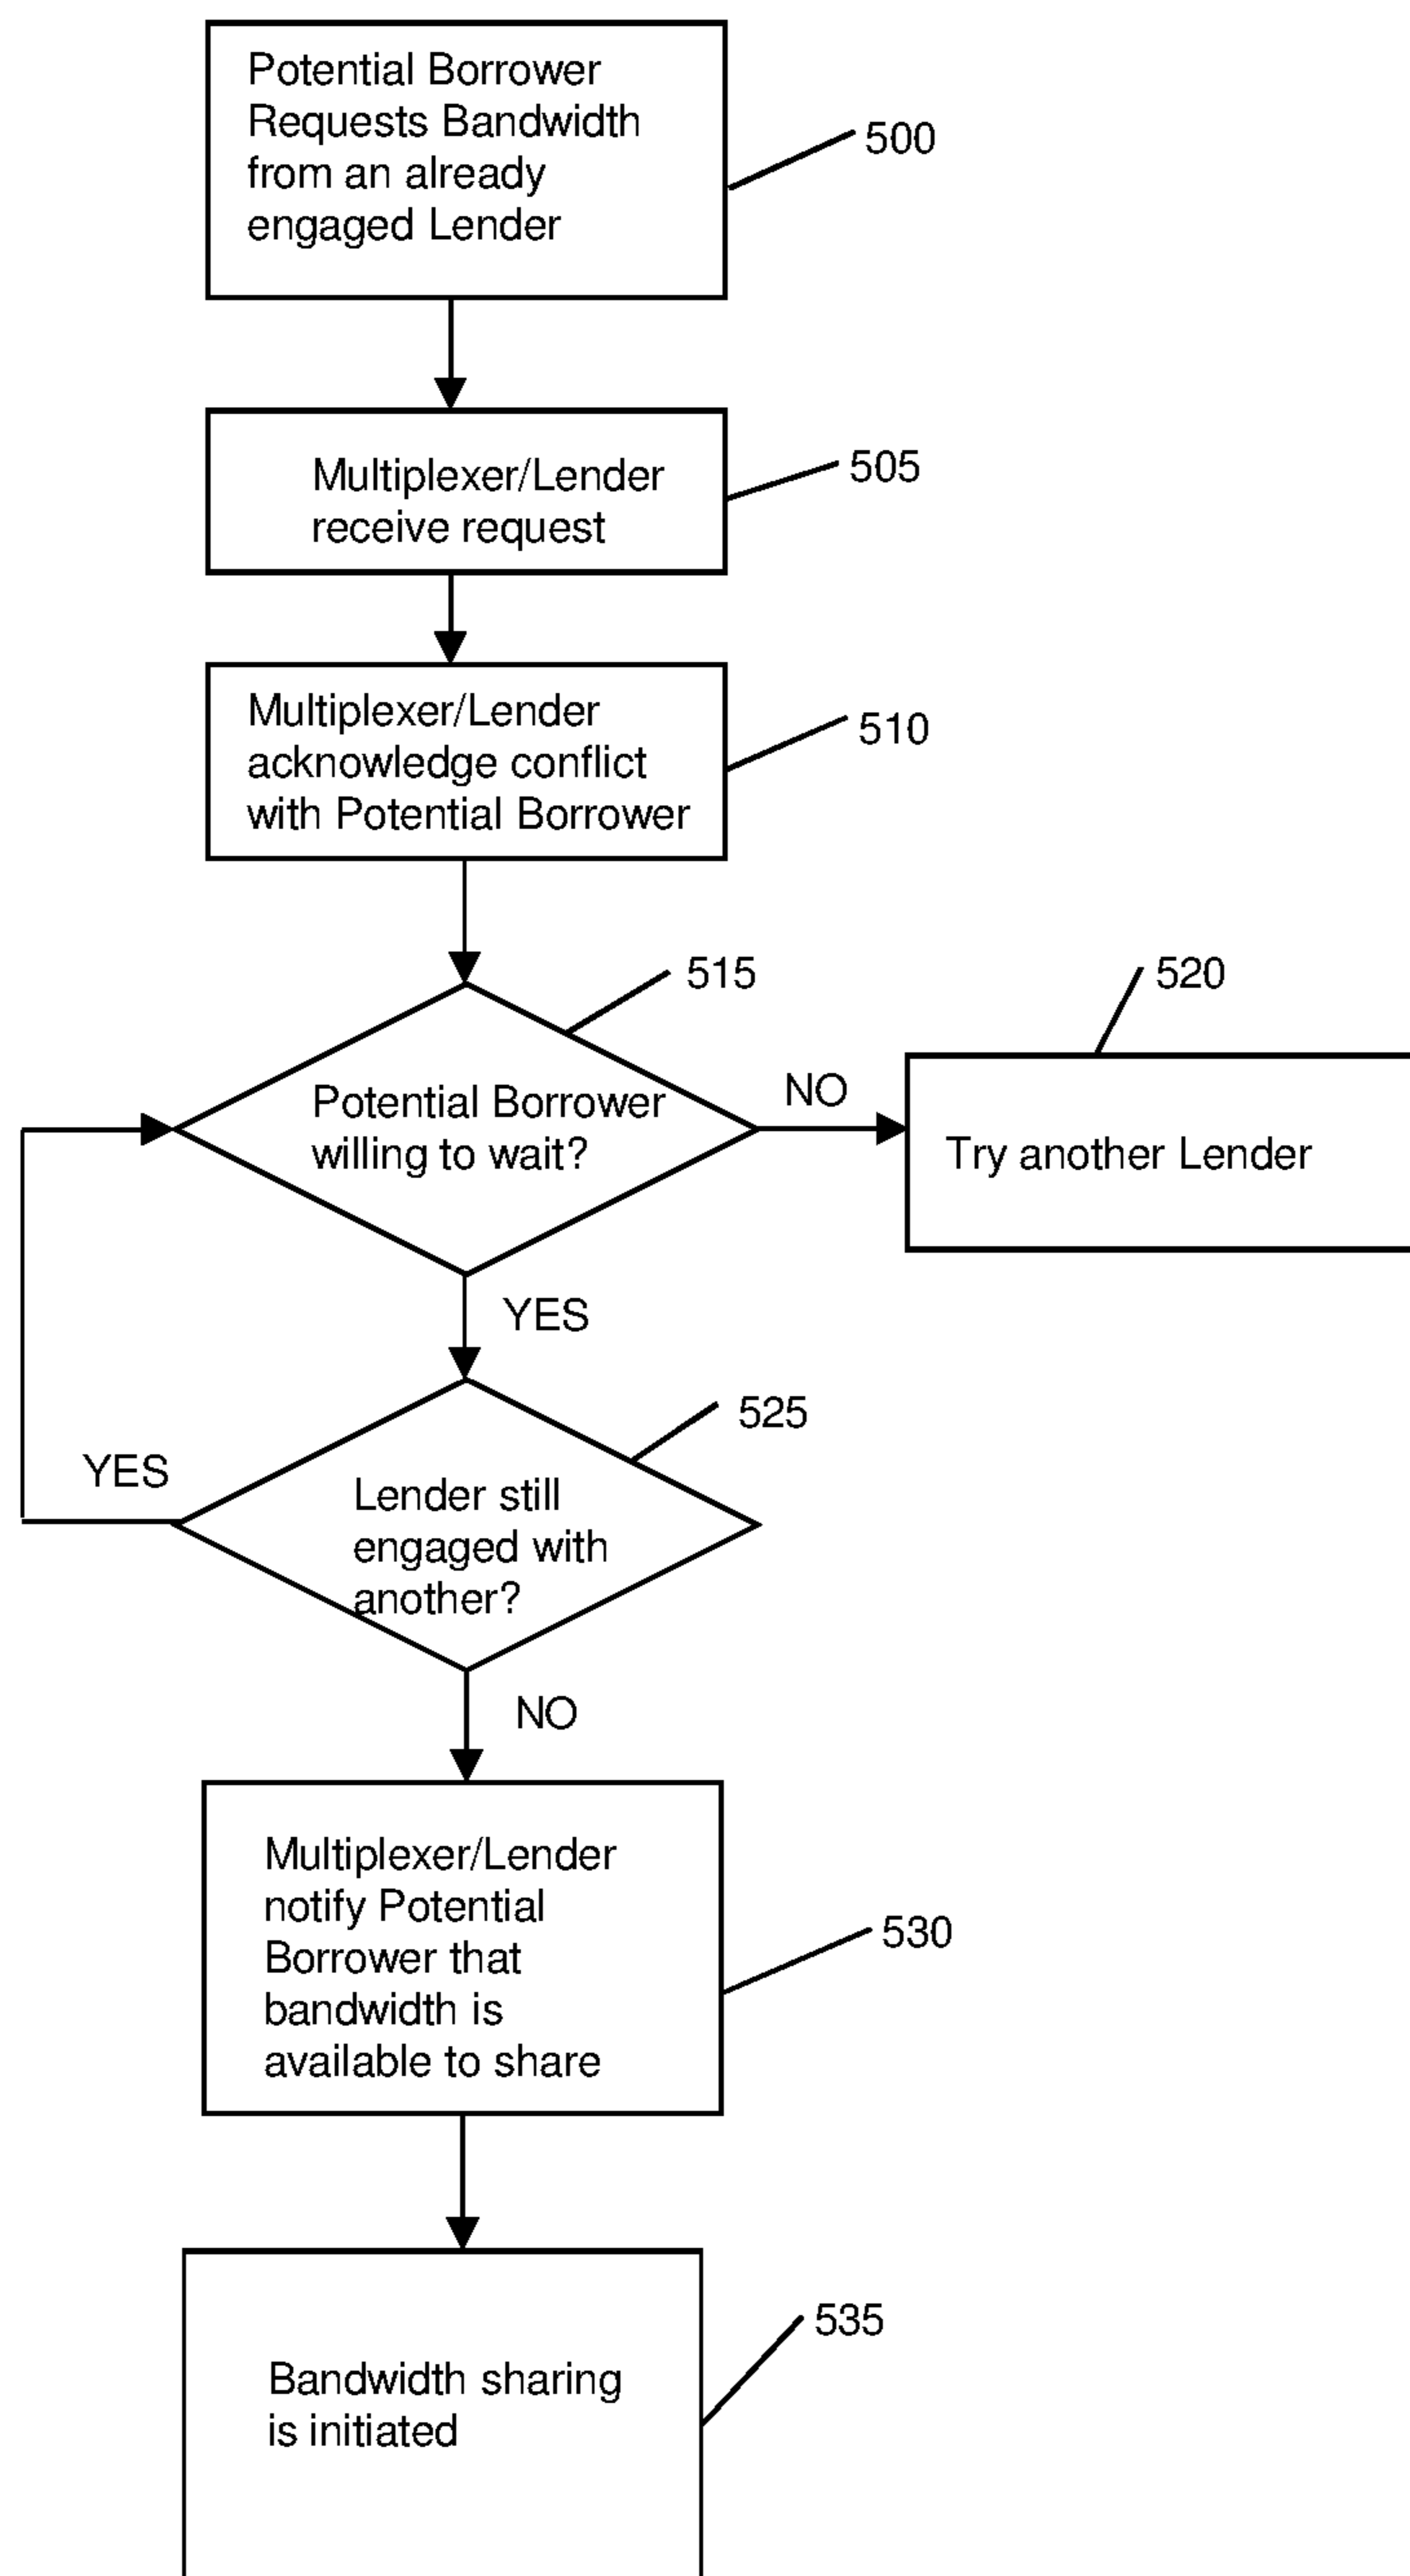 Potential Borrower
Requests Bandwidth
from an already
engaged Lender
500
Multiplexer/Lender
receive request
505
Multiplexer/Lender
acknowledge conflict
with Potential Borrower
510
515
520
Potential Borrower
willing to wait?
NO
Try another Lender
YES
525
YES
Lender still
engaged with
another?
NO
Multiplexer/Lender
notify Potential
Borrower that
bandwidth is
available to share
530
535
Bandwidth sharing
is initiated